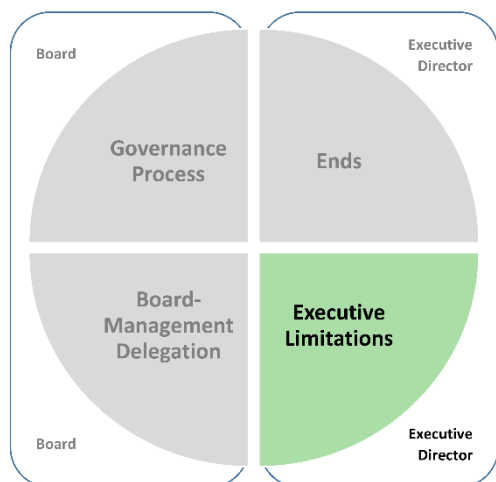 Board
Executive
Director
Governance
Process
Ends
Board-
Management
Delegation
Executive
Limitations
Board
Executive
Director